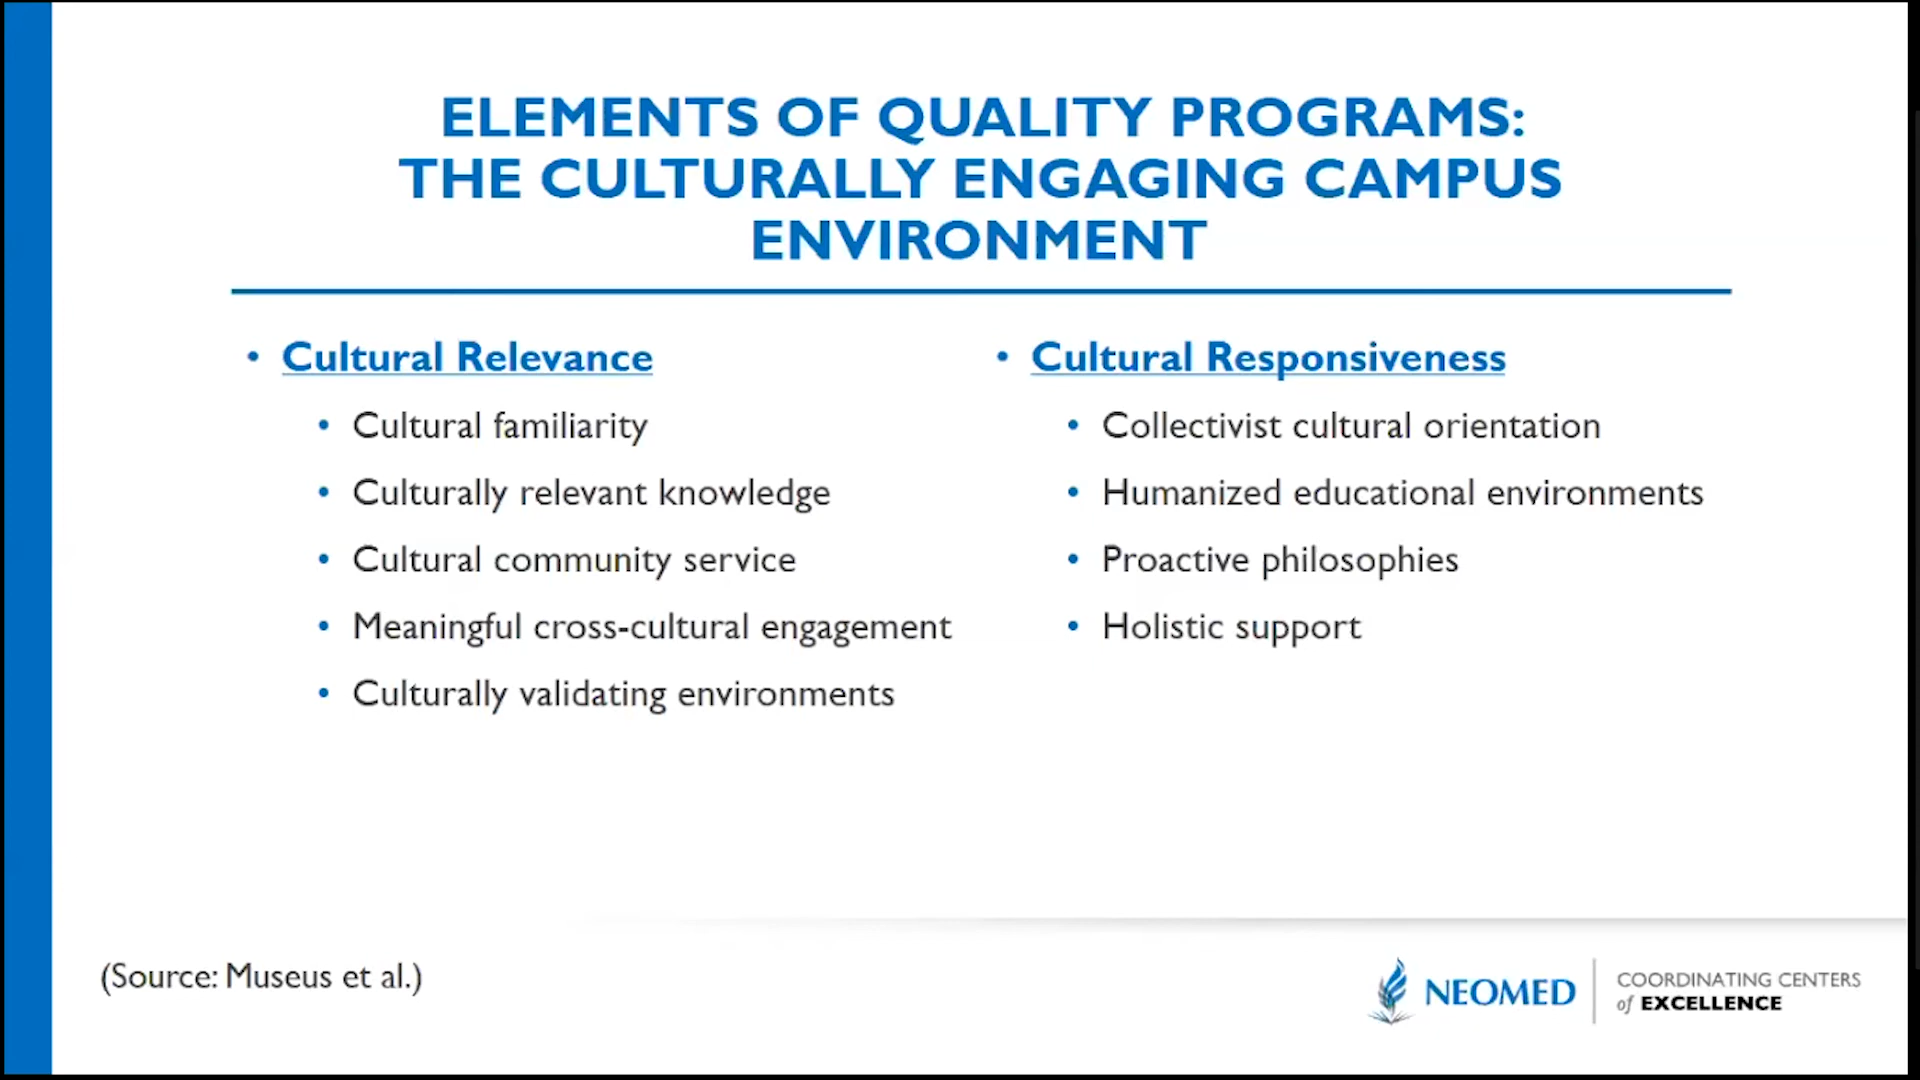 ELEMENTS OF QUALITY PROGRAMS:
THE CULTURALLY ENGAGING CAMPUS
ENVIRONMENT
• Cultural Relevance
• Cultural familiarity
• Culturally relevant knowledge
• Cultural community service
• Meaningful cross-cultural engagement
• Culturally validating environments
• Cultural Responsiveness
• Collectivist cultural orientation
• Humanized educational environments
• Proactive philosophies
• Holistic support
(Source: Museus et al.)
NEOMED
COORDINATING CENTERS
of EXCELLENCE